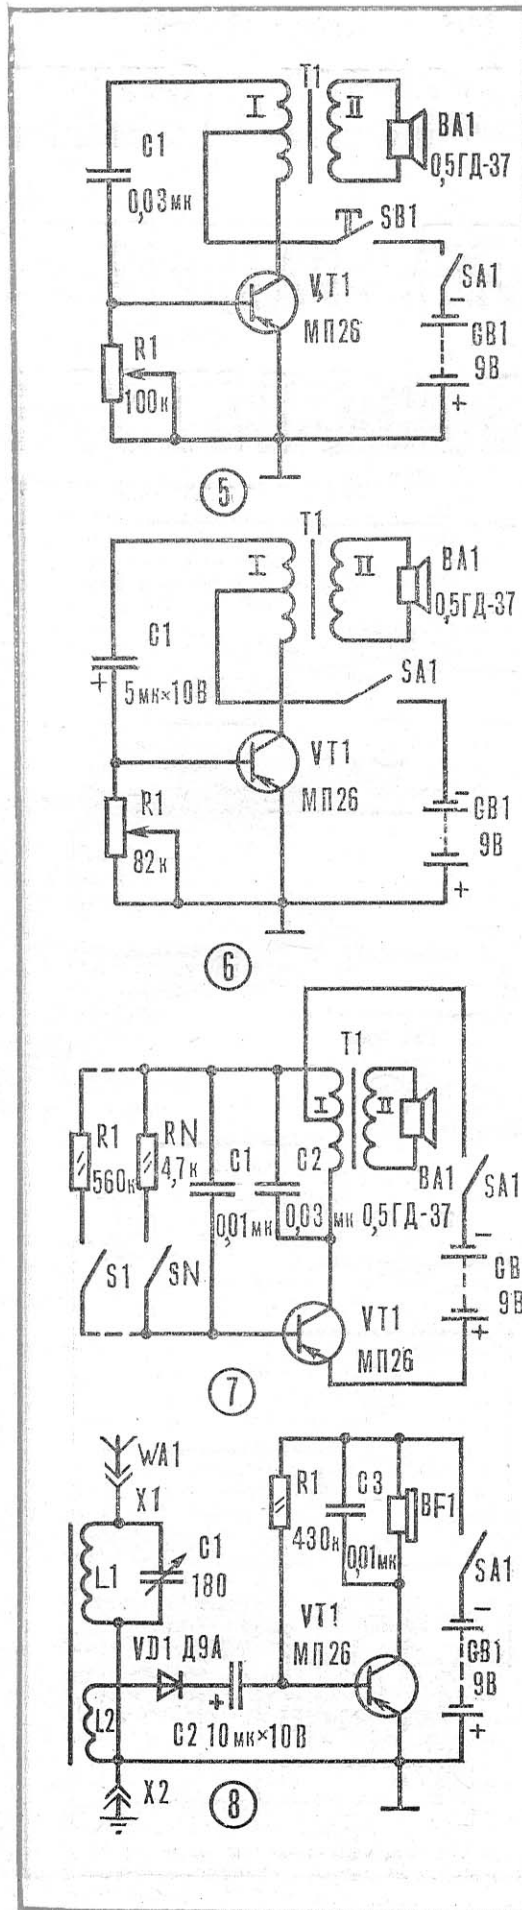 T1
I
II
BA1
0,5ГД-37
C1
0,03мк
SB1
SA1
VT1
МП26
GB1
9В
R1
100к
+
5
T1
I
II
BA1
0,5ГД-37
C1
+ 5мк×10В
SA1
VT1
МП26
GB1
9В
R1
82к
+
6
T1
I
II
R1
560к
RN
4,7к
C1
0,01мк
C2
0,03 мк
BA1
0,5ГД-37
SA1
S1
SN
GB
9В
VT1
МП26
+
7
WA1
X1
L1
C1
180
R1
430к
C3
0,01мк
BF1
SA1
VD1 Д9А
VT1
МП26
GB1
9В
L2
+
C2 10мк×10В
+
X2
8